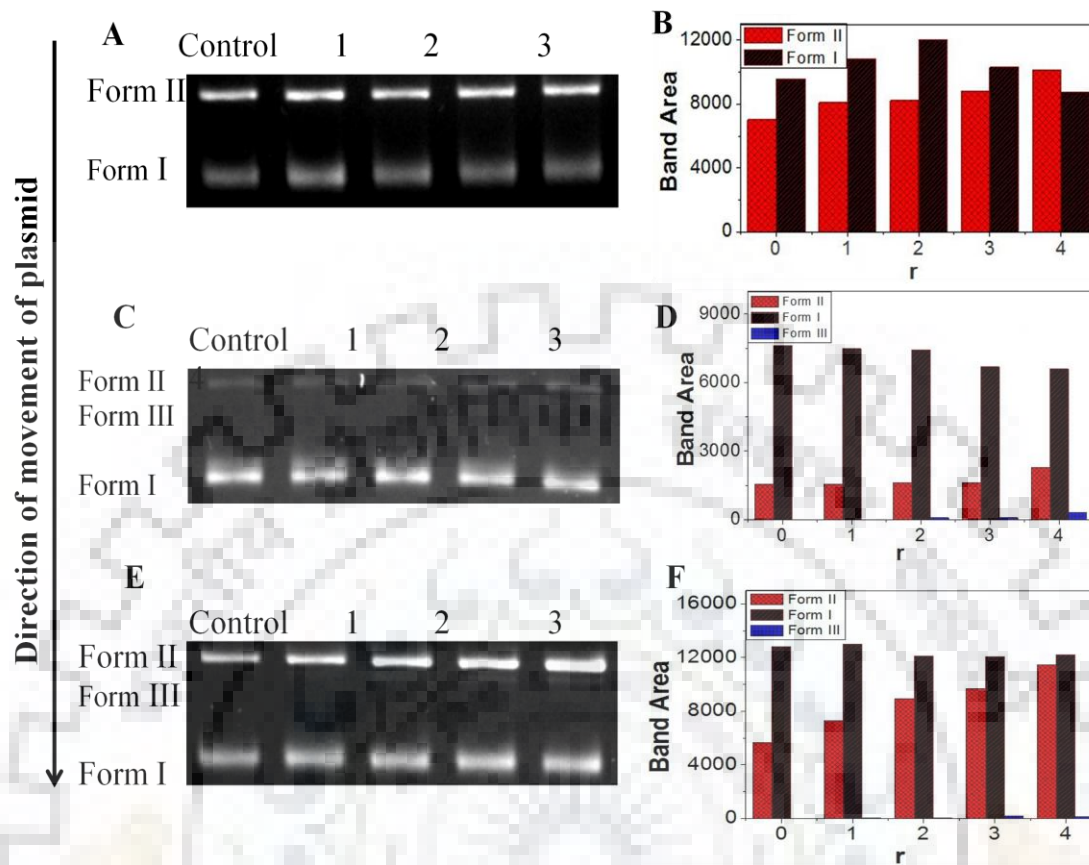 Direction of movement of plasmid
A
Control 1 2 3
Form II
Form I
B
Form II
Form I
Band Area
12000
8000
4000
0
0 1 2 3 4
r
C
Control 1 2 3
Form II
Form III
Form I
D
Form II
Form I
Form III
Band Area
9000
6000
3000
0
0 1 2 3 4
r
E
Control 1 2 3
Form II
Form III
Form I
F
Form II
Form I
Form III
Band Area
16000
12000
8000
4000
0
0 1 2 3 4
r